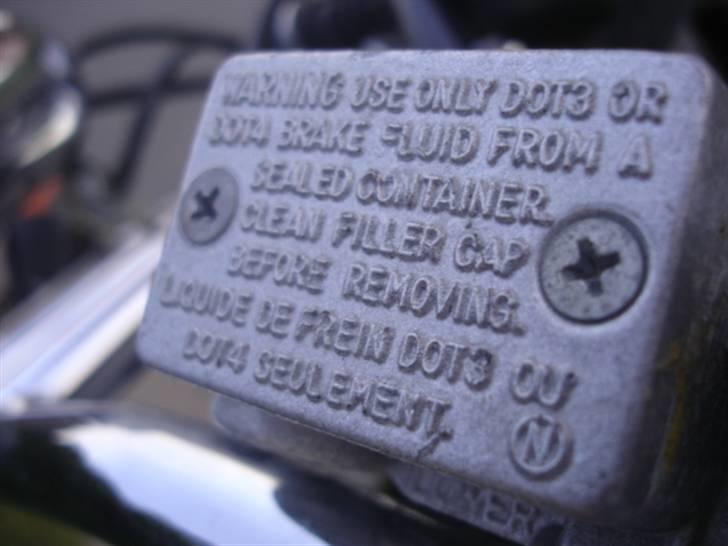 WARNING USE ONLY DOT3 OR
DOT4 BRAKE FLUID FROM A
SEALED CONTAINER.
CLEAN FILLER CAP
BEFORE REMOVING.
LIQUIDE DE FREIN DOT3 OU
DOT4 SEULEMENT.
N